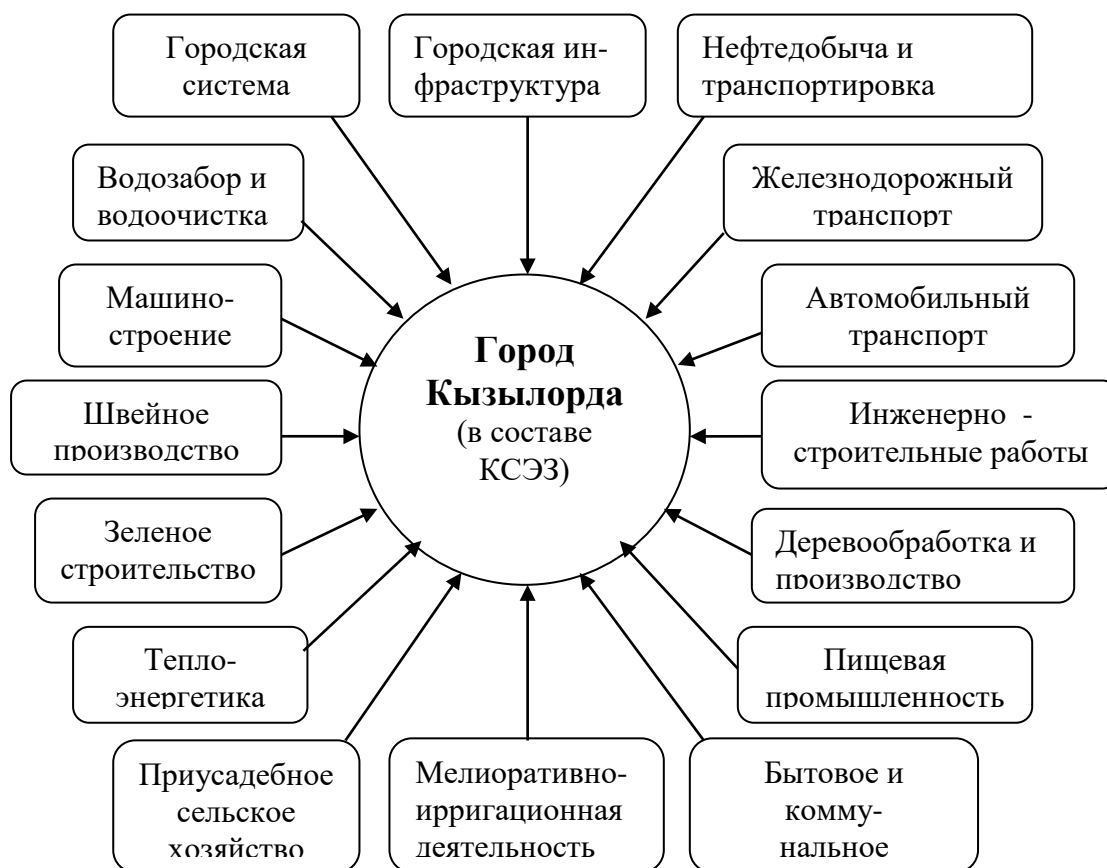 Городская
система
Городская ин-
фраструктура
Нефтедобыча и
транспортировка
Водозабор и
водоочистка
Железнодорожный
транспорт
Машино-
строение
Автомобильный
транспорт
Город
Кызылорда
(в составе
КСЭЗ)
Швейное
производство
Инженерно -
строительные работы
Зеленое
строительство
Деревообработка и
производство
Тепло-
энергетика
Пищевая
промышленность
Приусадебное
сельское
хозяйство
Мелиоративно-
ирригационная
деятельность
Бытовое и
комму-
нальное